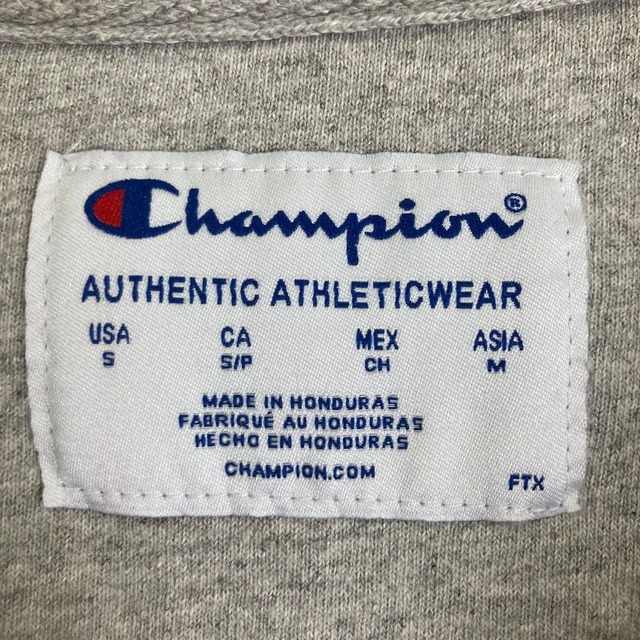 Champion®
AUTHENTIC ATHLETICWEAR
USA CA MEX ASIA
S S/P CH M
MADE IN HONDURAS
FABRIQUÉ AU HONDURAS
HECHO EN HONDURAS
CHAMPION.COM
FTX